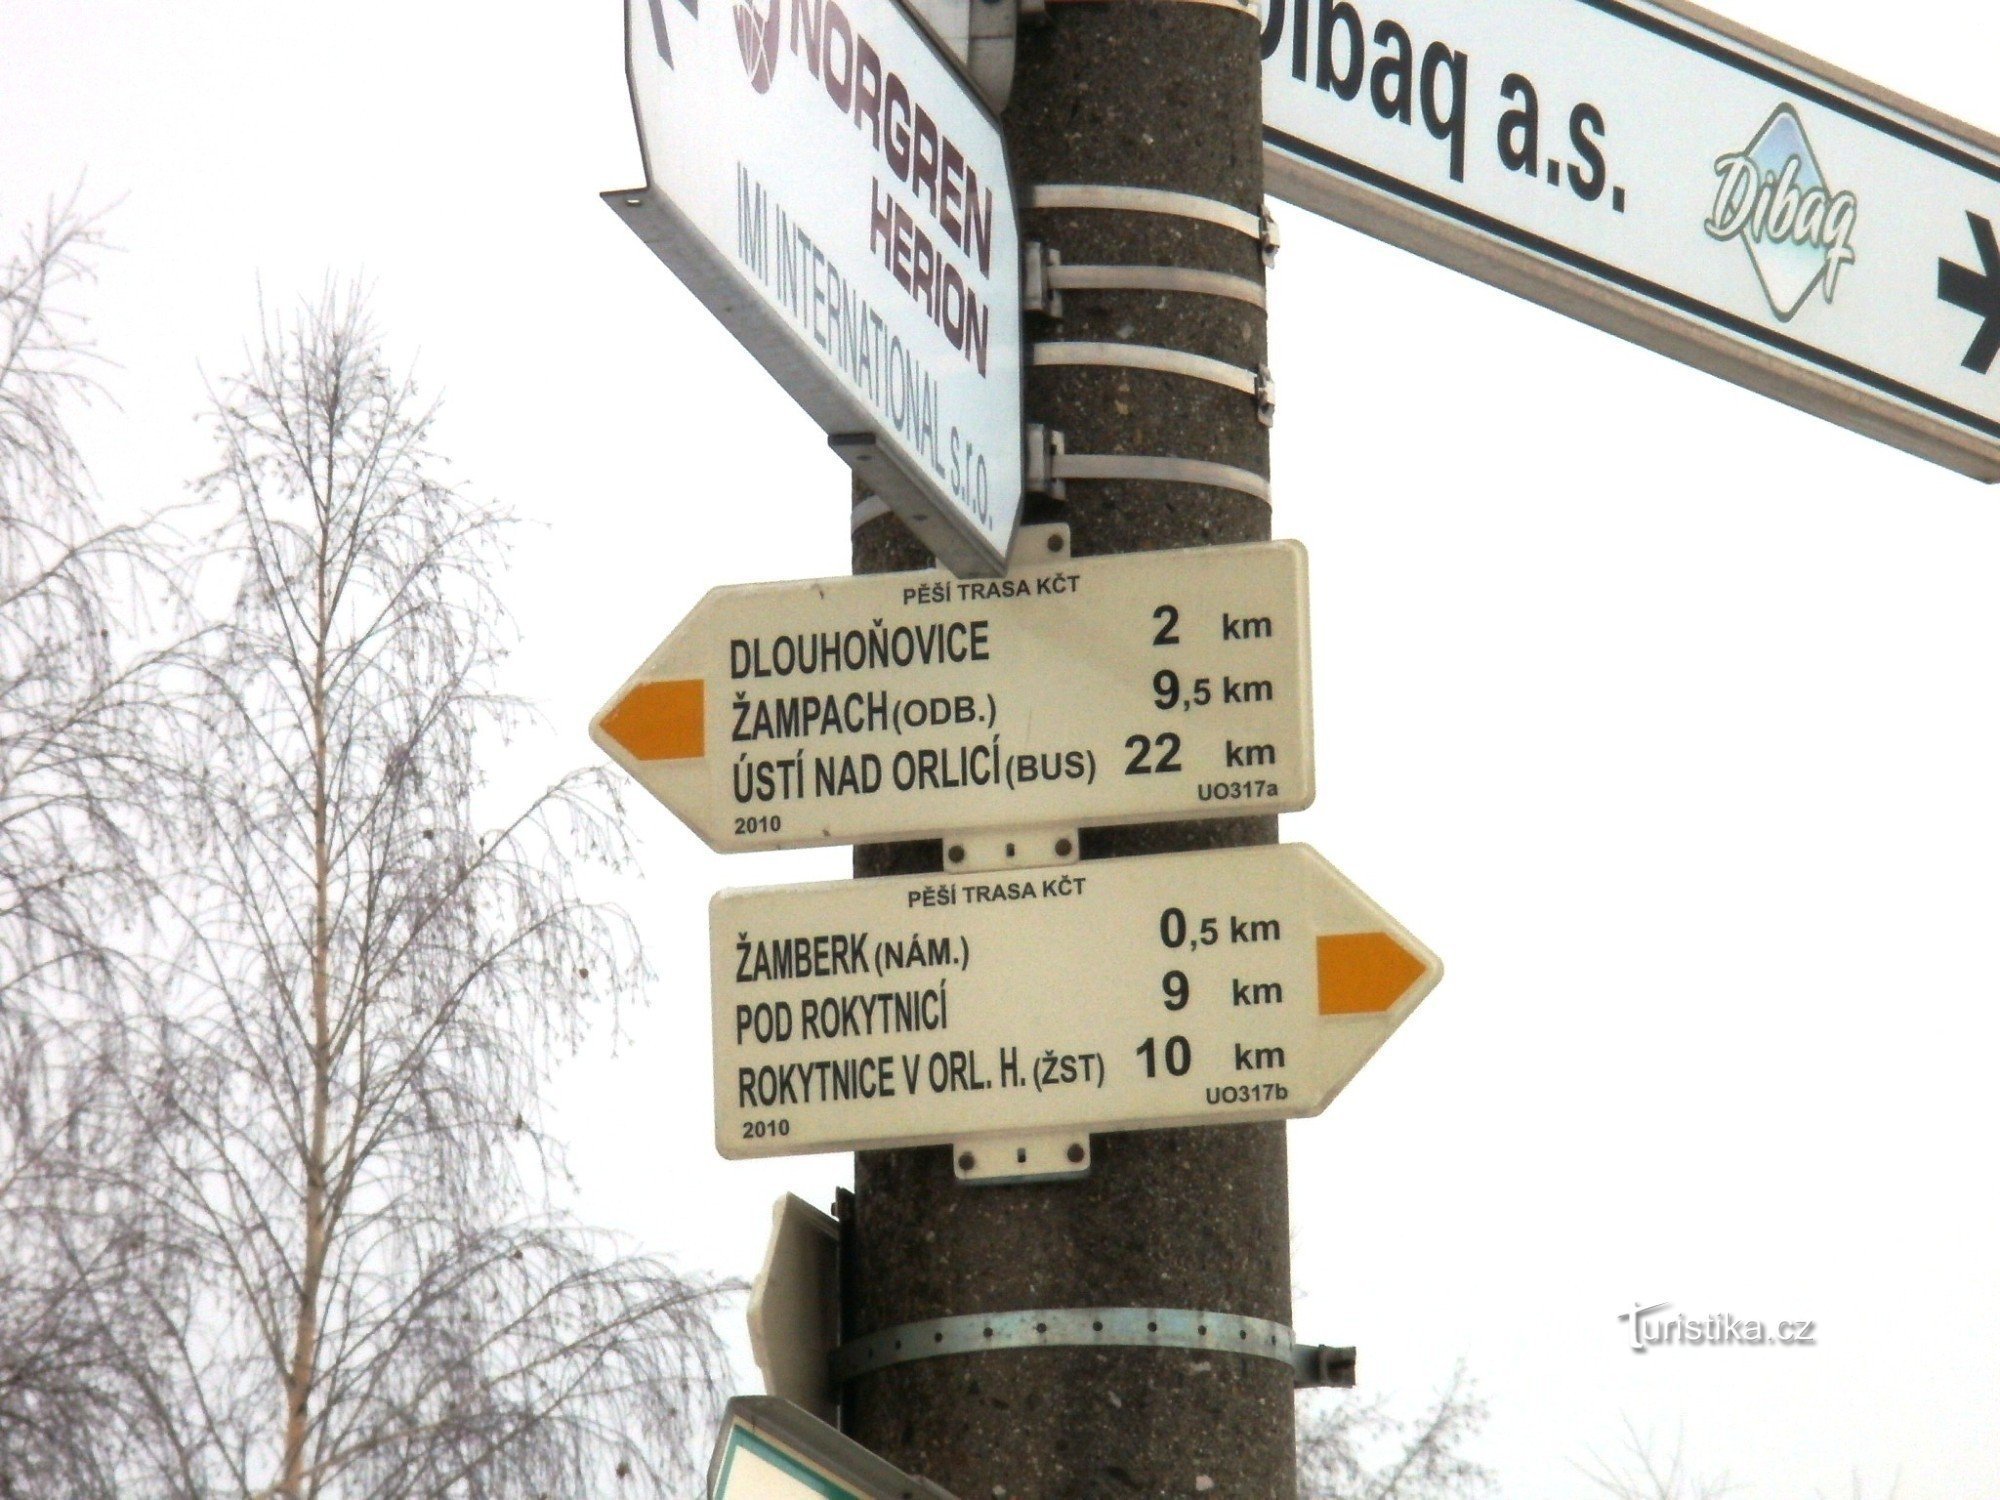 NORGREN
HERION
IMI INTERNATIONAL s.r.o.
Dibaq a.s.
Dibaq
PĚŠÍ TRASA KČT
DLOUHOŇOVICE 2 km
ŽAMPACH (ODB.) 9,5 km
ÚSTÍ NAD ORLICÍ (BUS) 22 km
2010 UO317a
PĚŠÍ TRASA KČT
ŽAMBERK (NÁM.) 0,5 km
POD ROKYTNICÍ 9 km
ROKYTNICE V ORL. H. (ŽST) 10 km
2010 UO317b
Turistika.cz